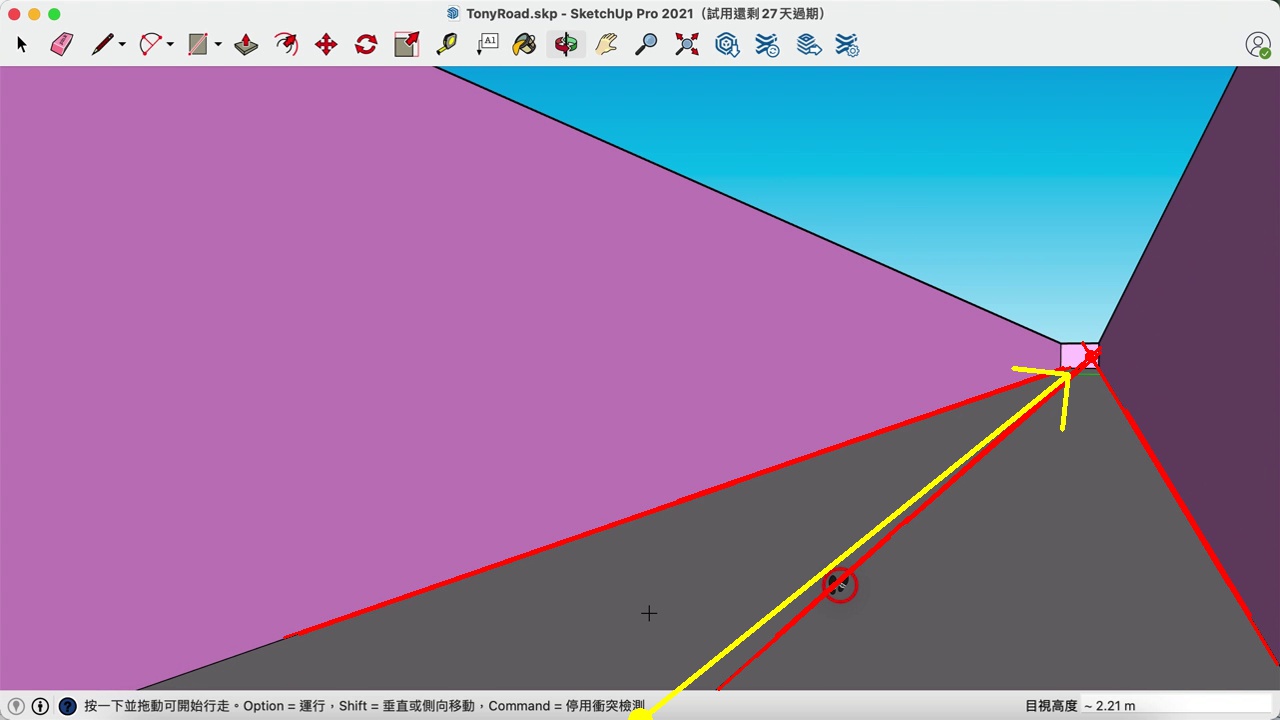 TonyRoad.skp - SketchUp Pro 2021 (試用還剩 27 天過期)
A1
按一下並拖動可開始行走。Option = 運行，Shift = 垂直或側向移動，Command = 停用衝突檢測
目視高度 ~ 2.21 m